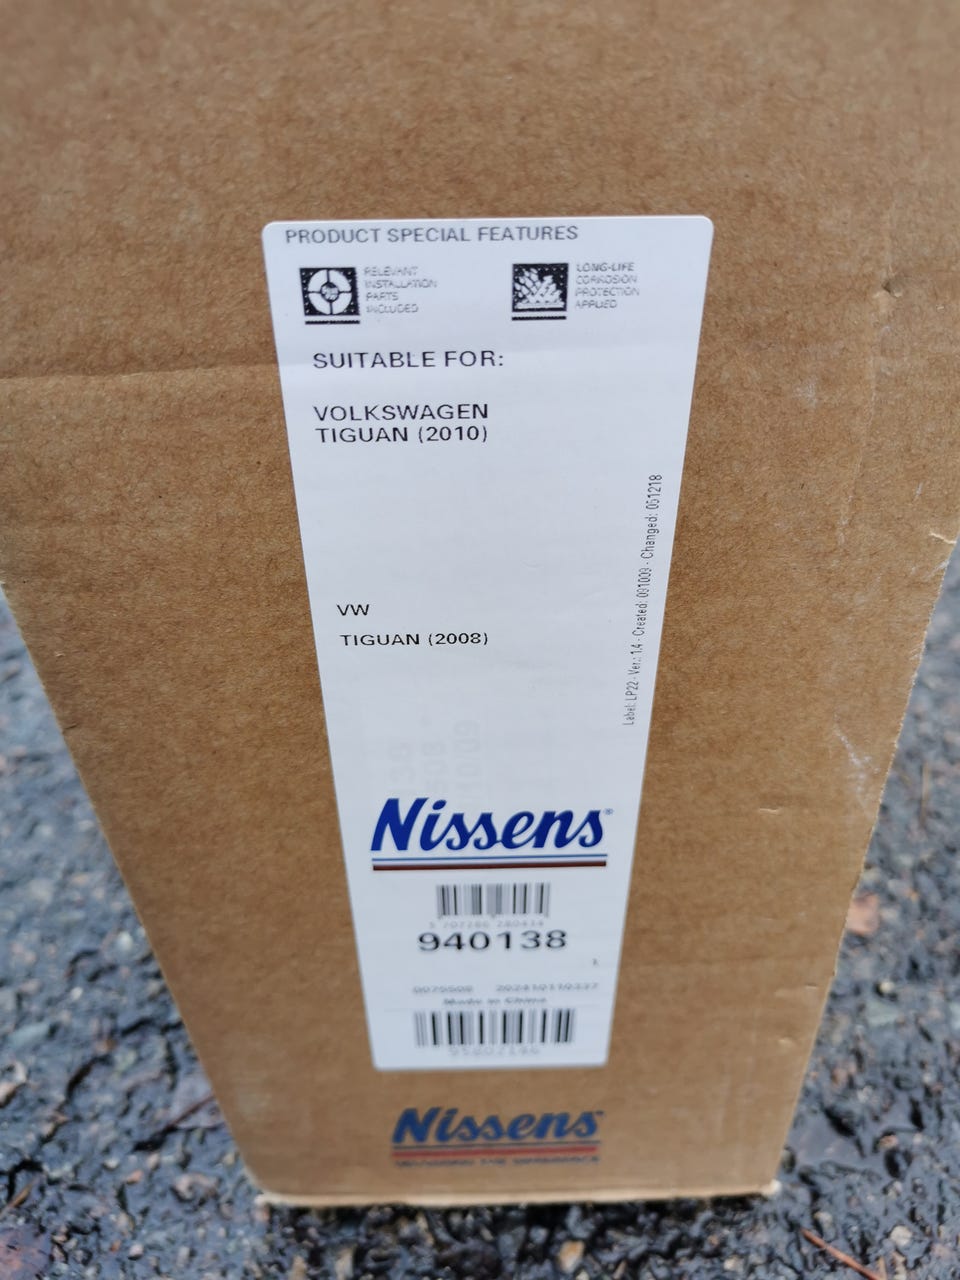 PRODUCT SPECIAL FEATURES
RELEVANT
INSTALLATION
PARTS
INCLUDED
LONG-LIFE
CORROSION
PROTECTION
APPLIED
SUITABLE FOR:
VOLKSWAGEN
TIGUAN (2010)
VW
TIGUAN (2008)
Label: LP22 - Ver.: 1.4 - Created: 091009 - Changed: 051218
Nissens®
940138
Made in China
Nissens